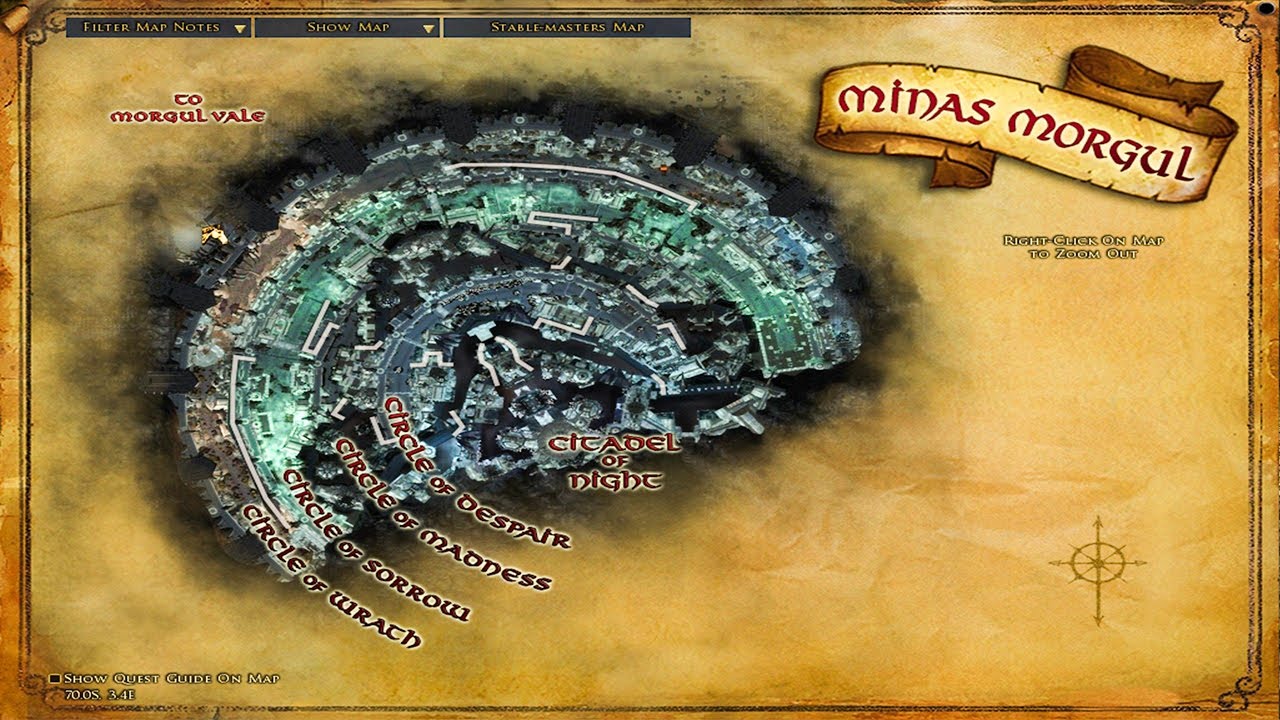 Filter Map Notes
Show Map
Stable-masters Map
Minas Morgul
to
Morgul Vale
Right-Click On Map
to Zoom Out
Citadel
of
Night
Circle of Despair
Circle of Madness
Circle of Sorrow
Circle of Wrath
Show Quest Guide On Map
70.0S, 3.4E